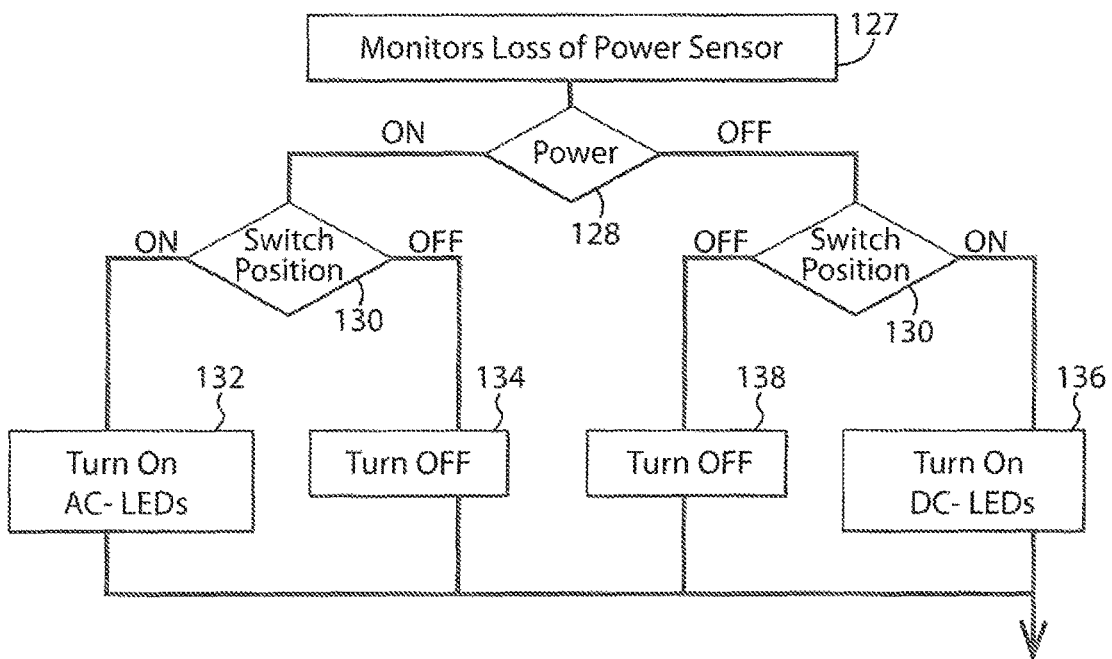 Monitors Loss of Power Sensor
127
ON
Power
OFF
128
ON
Switch
Position
OFF
130
OFF
Switch
Position
ON
130
132
134
138
136
Turn On
AC- LEDs
Turn OFF
Turn OFF
Turn On
DC- LEDs